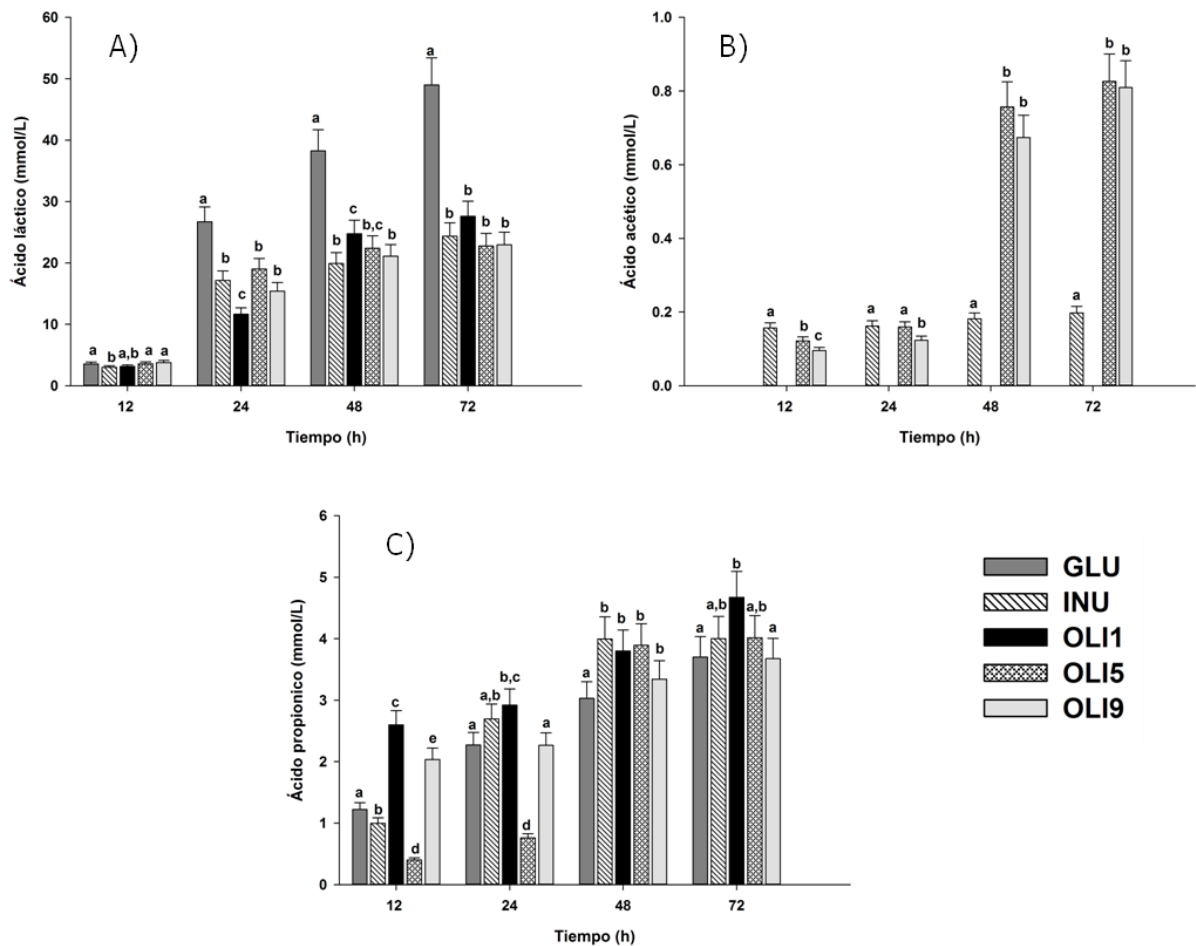 A)
Ácido láctico (mmol/L)
60
50
40
30
20
10
0
a b a,b a a
a b c b b
a b c b,c b
a b b b b
12 24 48 72
Tiempo (h)
B)
Ácido acético (mmol/L)
1.0
0.8
0.6
0.4
0.2
0.0
a b c
a a b
a b b
a b b
12 24 48 72
Tiempo (h)
C)
Ácido propionico (mmol/L)
6
5
4
3
2
1
0
a b c d e
a a,b b,c d a
a b b b b
a a,b b a,b a
12 24 48 72
Tiempo (h)
GLU
INU
OLI1
OLI5
OLI9